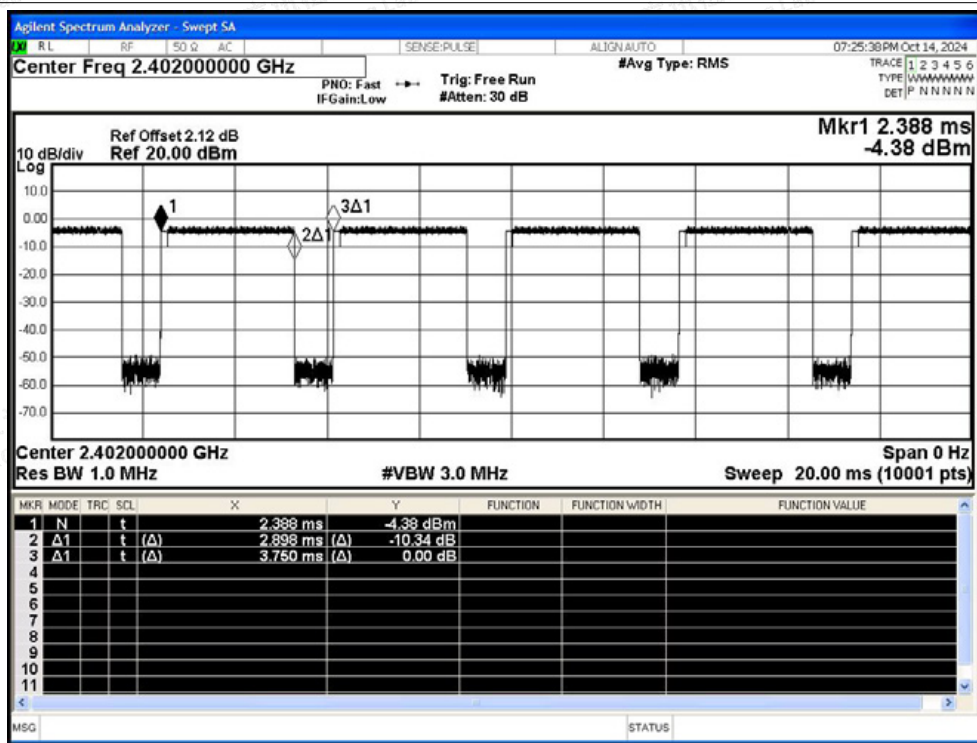 Agilent Spectrum Analyzer - Swept SA
RL RF 50 Ω AC SENSE:PULSE ALIGN AUTO 07:25:38 PM Oct 14, 2024
Center Freq 2.402000000 GHz
#Avg Type: RMS
TRACE 1 2 3 4 5 6
PNO: Fast Trig: Free Run
TYPE WWWWWW
IFGain:Low #Atten: 30 dB
DET P N N N N N
Mkr1 2.388 ms
-4.38 dBm
Ref Offset 2.12 dB
10 dB/div Ref 20.00 dBm
Log
10.0
0.00
-10.0
-20.0
-30.0
-40.0
-50.0
-60.0
-70.0
1
3Δ1
2Δ1
Center 2.402000000 GHz Span 0 Hz
Res BW 1.0 MHz #VBW 3.0 MHz Sweep 20.00 ms (10001 pts)
MKR MODE TRC SCL X Y FUNCTION FUNCTION WIDTH FUNCTION VALUE
1 N t 2.388 ms -4.38 dBm
2 Δ1 t (Δ) 2.898 ms (Δ) -10.34 dB
3 Δ1 t (Δ) 3.750 ms (Δ) 0.00 dB
4
5
6
7
8
9
10
11
MSG STATUS